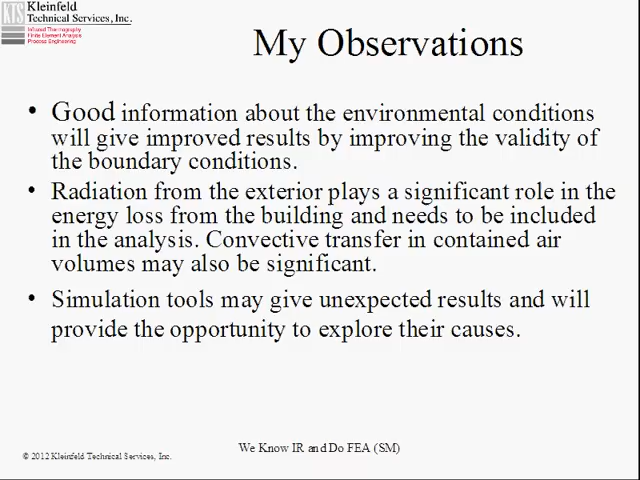 KTS
Kleinfeld
Technical Services, Inc.
Infrared Thermography
Finite Element Analysis
Process Engineering
My Observations
• Good information about the environmental conditions
will give improved results by improving the validity of
the boundary conditions.
• Radiation from the exterior plays a significant role in the
energy loss from the building and needs to be included
in the analysis. Convective transfer in contained air
volumes may also be significant.
• Simulation tools may give unexpected results and will
provide the opportunity to explore their causes.
We Know IR and Do FEA (SM)
© 2012 Kleinfeld Technical Services, Inc.